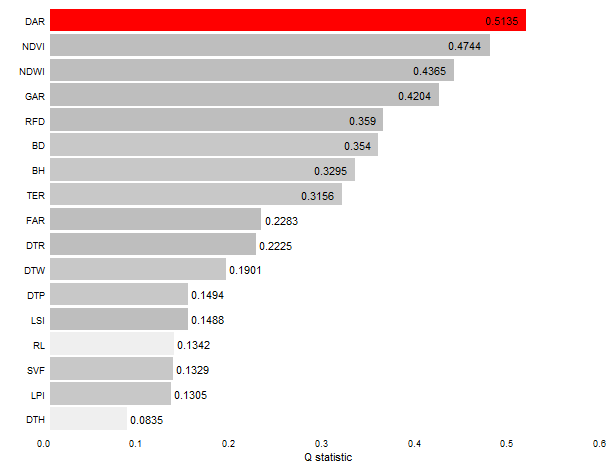 DAR 0.5135
NDVI 0.4744
NDWI 0.4365
GAR 0.4204
RFD 0.359
BD 0.354
BH 0.3295
TER 0.3156
FAR 0.2283
DTR 0.2225
DTW 0.1901
DTP 0.1494
LSI 0.1488
RL 0.1342
SVF 0.1329
LPI 0.1305
DTH 0.0835
0.0 0.1 0.2 0.3 0.4 0.5 0.6
Q statistic